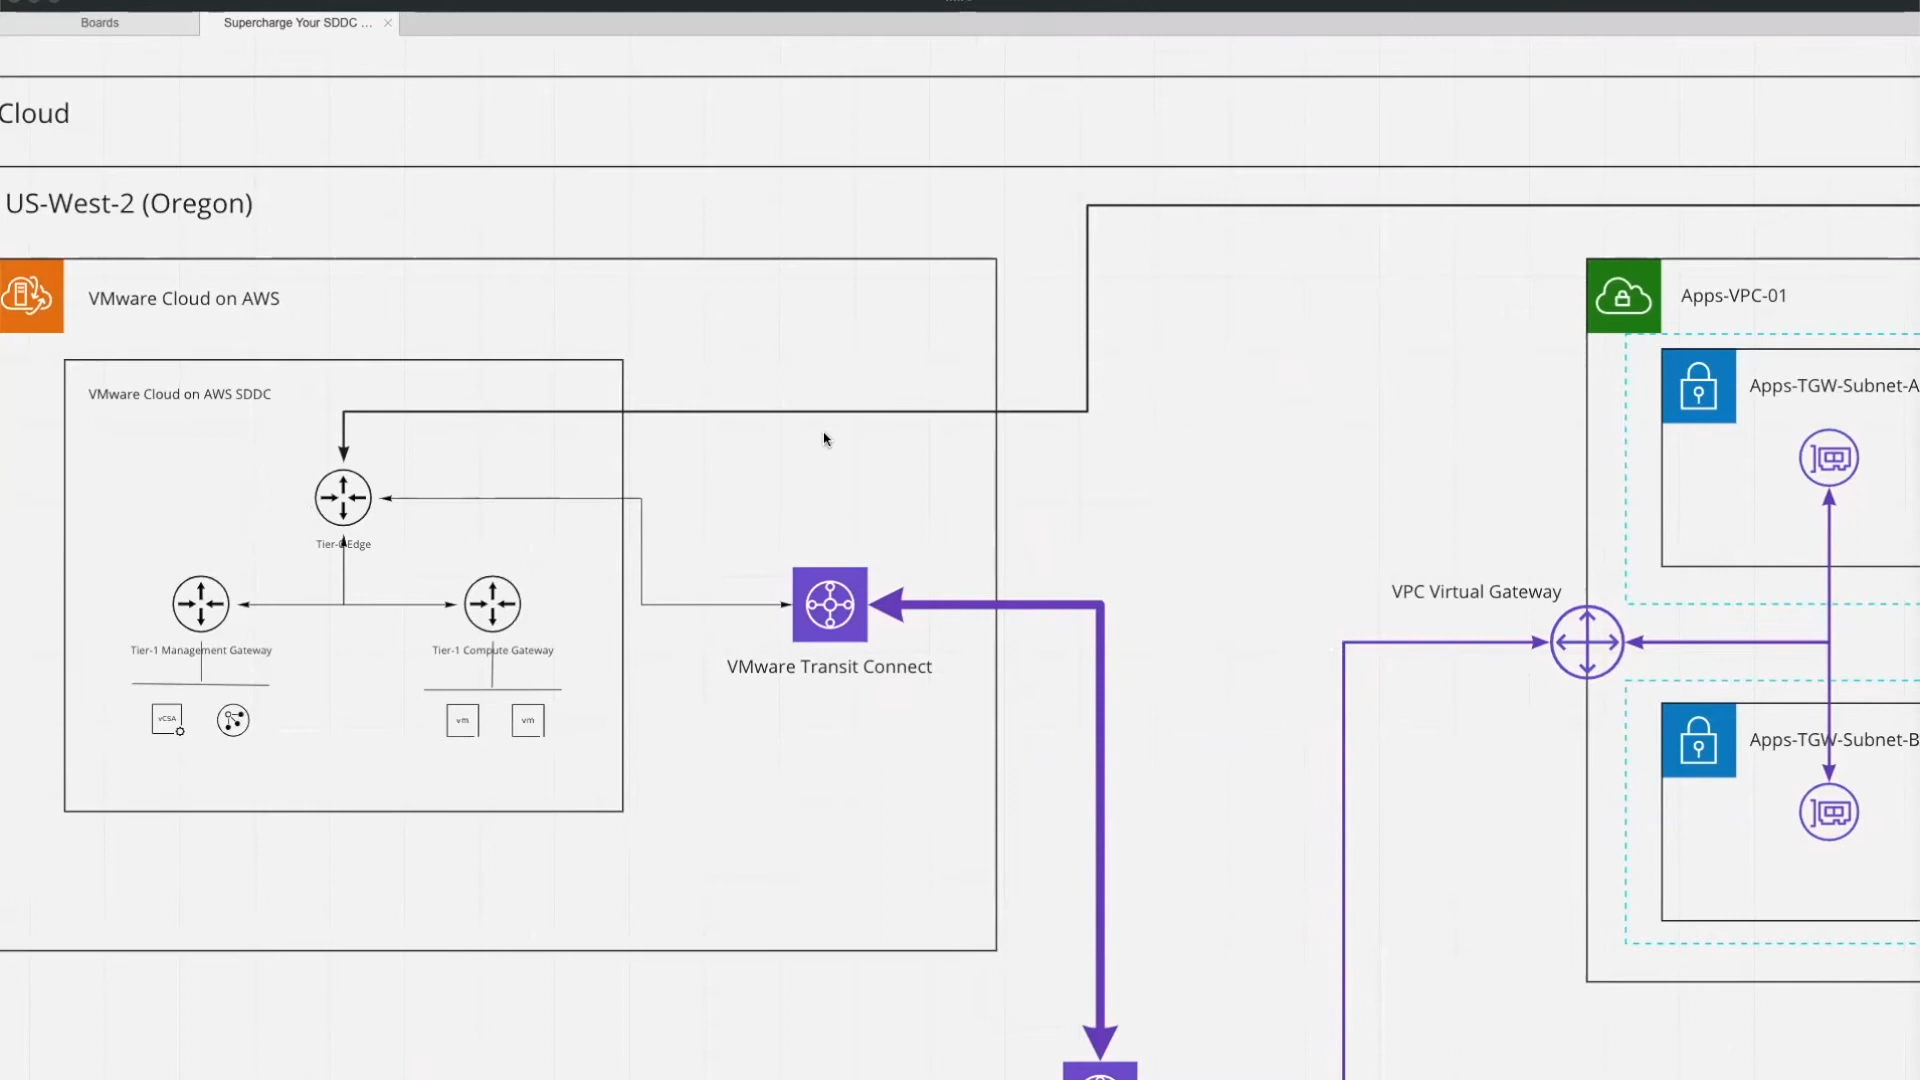 Boards
Supercharge Your SDDC ...
Cloud
US-West-2 (Oregon)
VMware Cloud on AWS
Apps-VPC-01
VMware Cloud on AWS SDDC
Apps-TGW-Subnet-A
Tier-0 Edge
VPC Virtual Gateway
Tier-1 Management Gateway
Tier-1 Compute Gateway
VMware Transit Connect
vCSA
vm
vm
Apps-TGW-Subnet-B